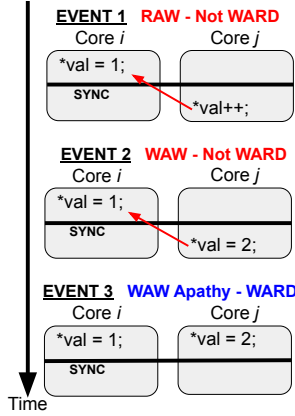 EVENT 1 RAW - Not WARD
Core i Core j
*val = 1;
SYNC
*val++;
EVENT 2 WAW - Not WARD
Core i Core j
*val = 1;
SYNC
*val = 2;
EVENT 3 WAW Apathy - WARD
Core i Core j
*val = 1; *val = 2;
SYNC
Time